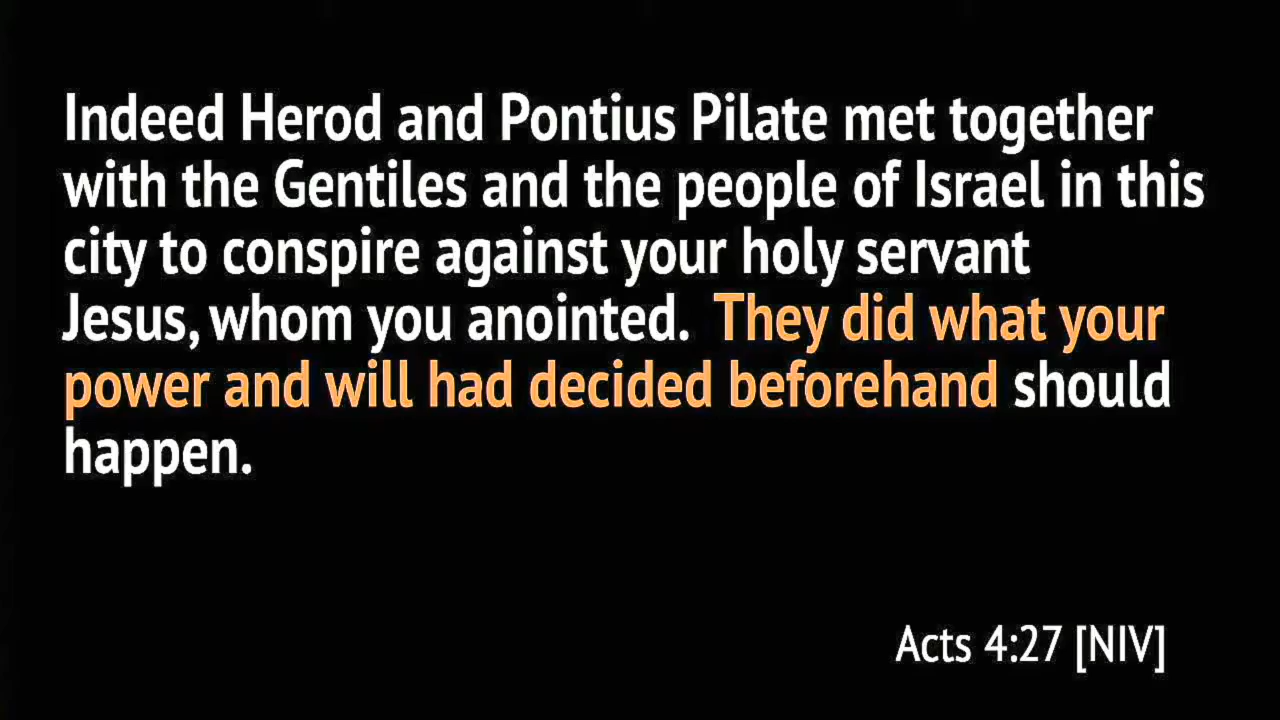 Indeed Herod and Pontius Pilate met together
with the Gentiles and the people of Israel in this
city to conspire against your holy servant
Jesus, whom you anointed. They did what your
power and will had decided beforehand should
happen.
Acts 4:27 [NIV]